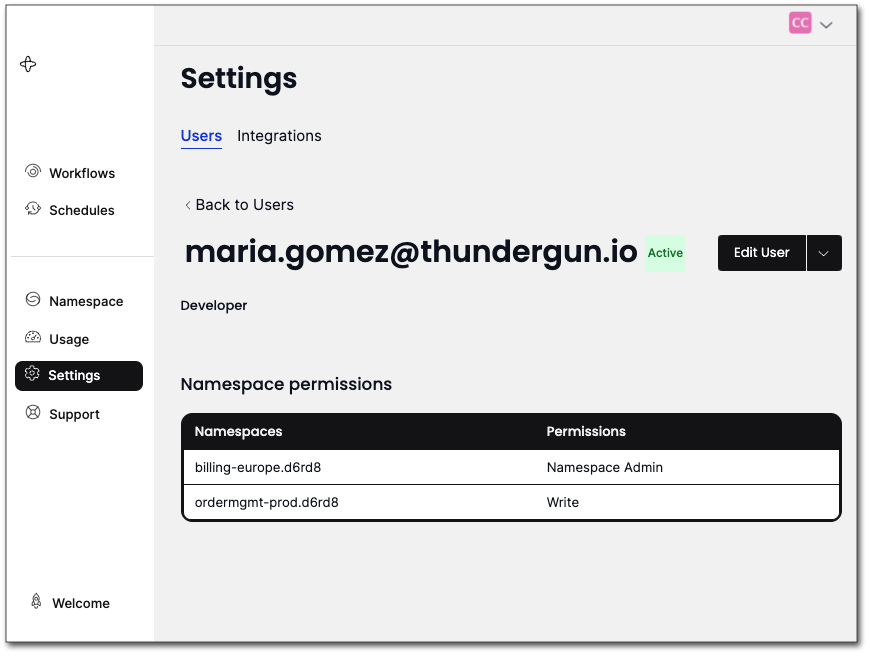 CC
Settings
Users Integrations
Workflows
Schedules
Namespace
Usage
Settings
Support
Welcome
< Back to Users
maria.gomez@thundergun.io Active Edit User
Developer
Namespace permissions
Namespaces Permissions
billing-europe.d6rd8 Namespace Admin
ordermgmt-prod.d6rd8 Write